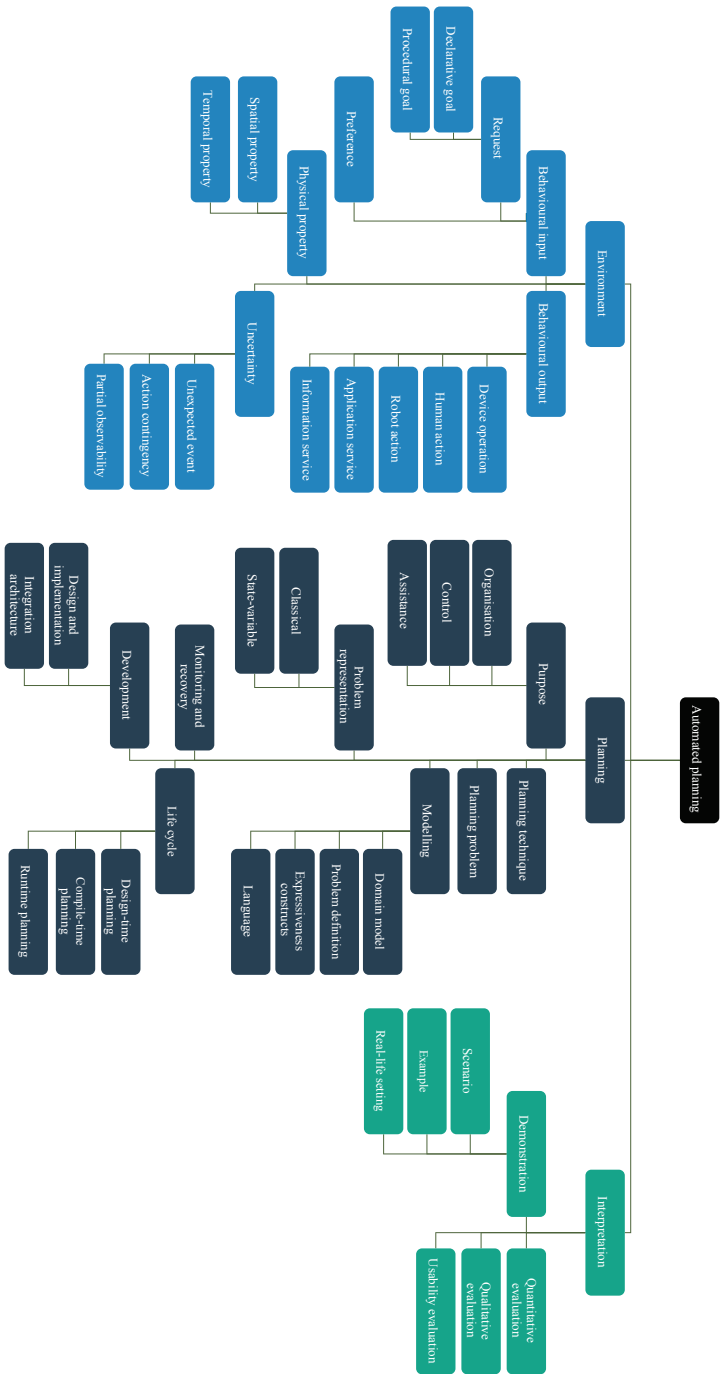 Automated planning
Environment
Behavioural input
Request
Declarative goal
Procedural goal
Preference
Behavioural output
Device operation
Human action
Robot action
Application service
Information service
Physical property
Spatial property
Temporal property
Uncertainty
Unexpected event
Action contingency
Partial observability
Planning
Purpose
Organisation
Control
Assistance
Planning technique
Planning problem
Modelling
Domain model
Problem definition
Expressiveness
constructs
Language
Problem
representation
Classical
State-variable
Monitoring and
recovery
Life cycle
Design-time
planning
Compile-time
planning
Runtime planning
Development
Design and
implementation
Integration
architecture
Interpretation
Demonstration
Scenario
Example
Real-life setting
Quantitative
evaluation
Qualitative
evaluation
Usability evaluation